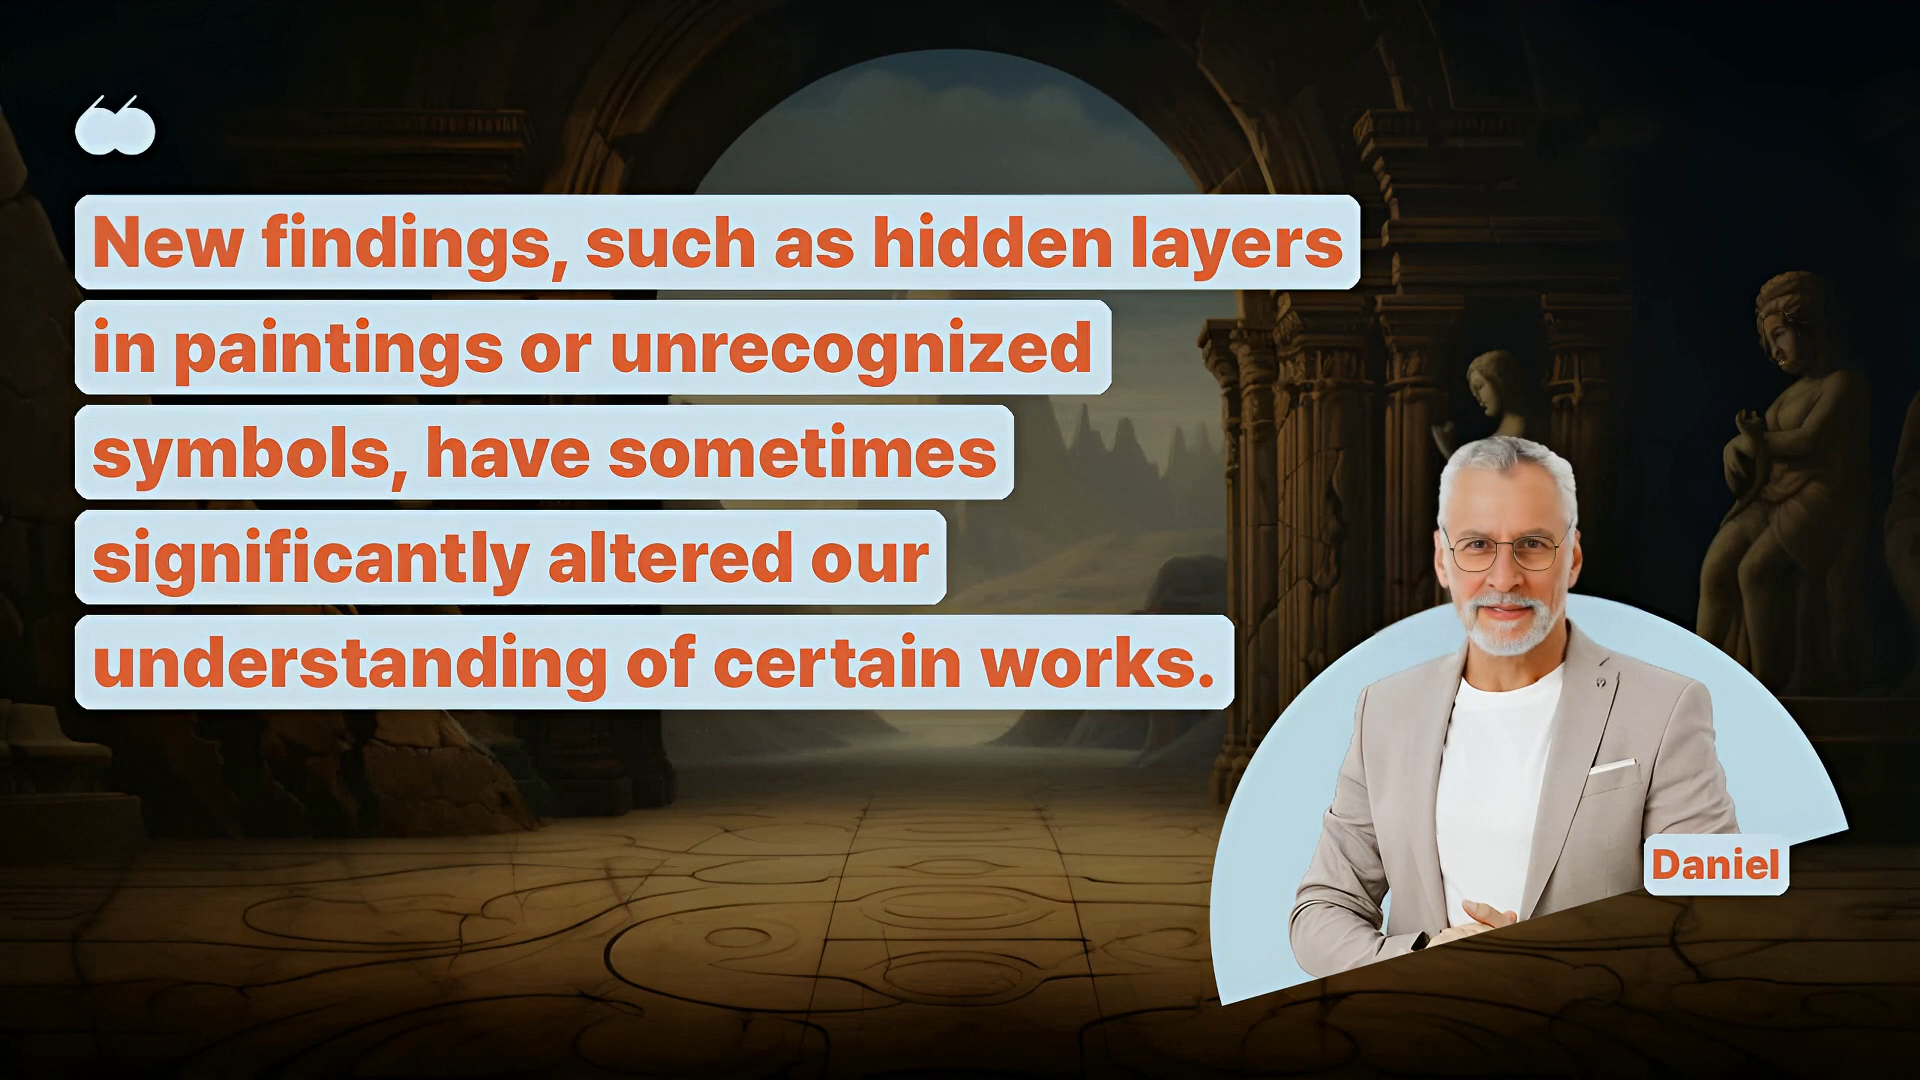 New findings, such as hidden layers
in paintings or unrecognized
symbols, have sometimes
significantly altered our
understanding of certain works.
Daniel